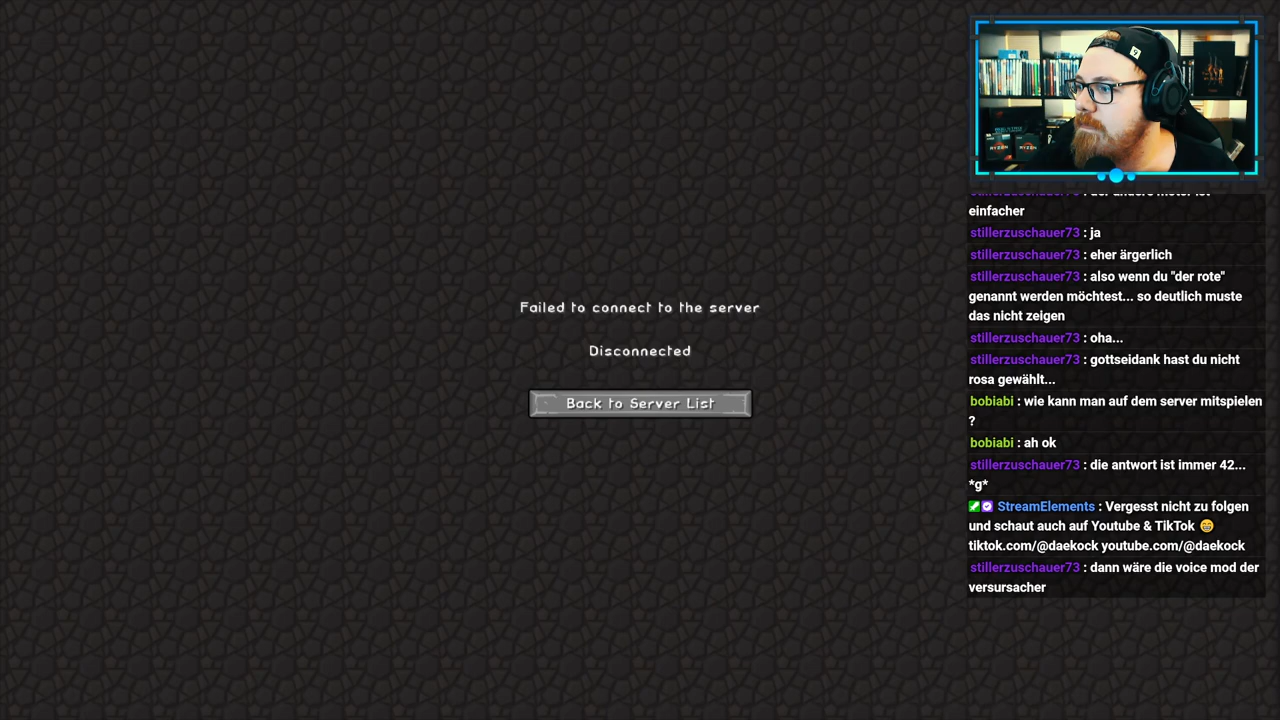 Failed to connect to the server
Disconnected
Back to Server List
einfacher
stillerzuschauer73 : ja
stillerzuschauer73 : eher ärgerlich
stillerzuschauer73 : also wenn du "der rote"
genannt werden möchtest... so deutlich muste
das nicht zeigen
stillerzuschauer73 : oha...
stillerzuschauer73 : gottseidank hast du nicht
rosa gewählt...
bobiabi : wie kann man auf dem server mitspielen
?
bobiabi : ah ok
stillerzuschauer73 : die antwort ist immer 42...
*g*
StreamElements : Vergesst nicht zu folgen
und schaut auch auf Youtube & TikTok 😁
tiktok.com/@daekock youtube.com/@daekock
stillerzuschauer73 : dann wäre die voice mod der
versursacher
RYZEN
RYZEN